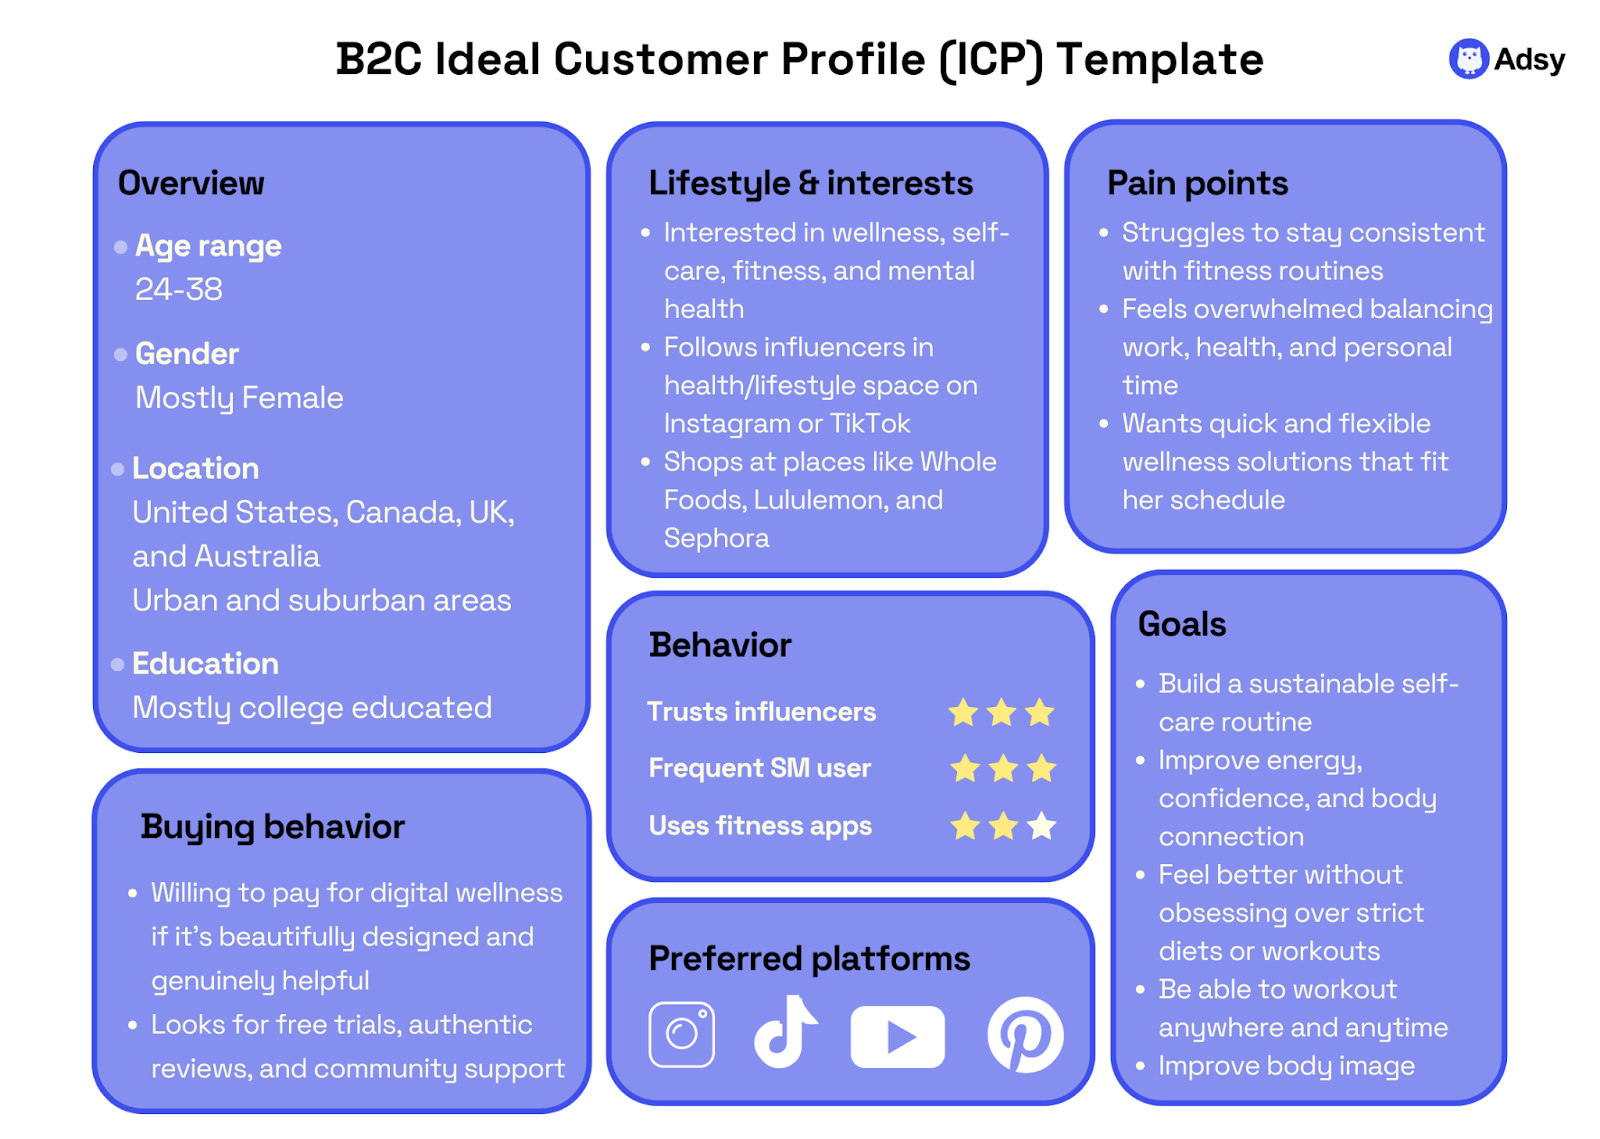 B2C Ideal Customer Profile (ICP) Template
Adsy
Overview
Age range
24-38
Gender
Mostly Female
Location
United States, Canada, UK,
and Australia
Urban and suburban areas
Education
Mostly college educated
Buying behavior
Willing to pay for digital wellness
if it's beautifully designed and
genuinely helpful
Looks for free trials, authentic
reviews, and community support
Lifestyle & interests
Interested in wellness, self-
care, fitness, and mental
health
Follows influencers in
health/lifestyle space on
Instagram or TikTok
Shops at places like Whole
Foods, Lululemon, and
Sephora
Behavior
Trusts influencers
Frequent SM user
Uses fitness apps
Preferred platforms
Pain points
Struggles to stay consistent
with fitness routines
Feels overwhelmed balancing
work, health, and personal
time
Wants quick and flexible
wellness solutions that fit
her schedule
Goals
Build a sustainable self-
care routine
Improve energy,
confidence, and body
connection
Feel better without
obsessing over strict
diets or workouts
Be able to workout
anywhere and anytime
Improve body image